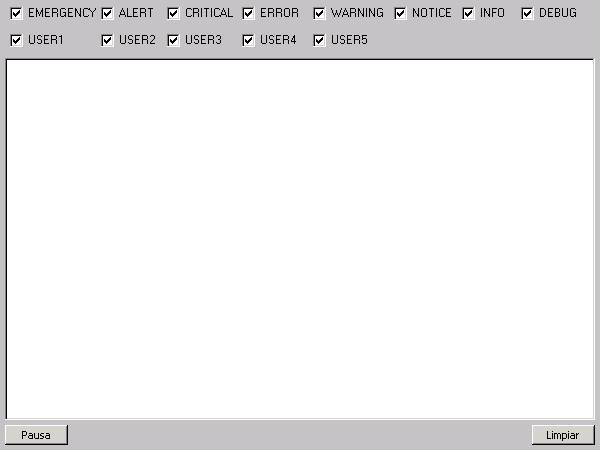 EMERGENCY ALERT CRITICAL ERROR WARNING NOTICE INFO DEBUG
USER1 USER2 USER3 USER4 USER5
Pausa Limpiar